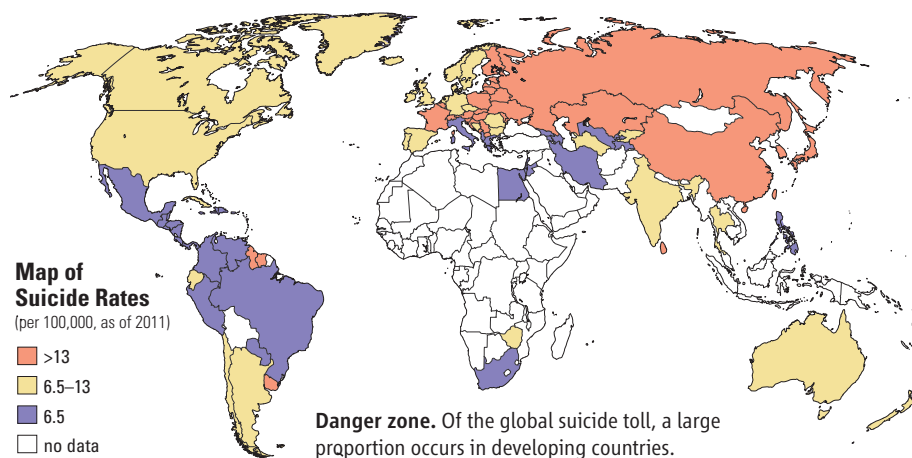 Map of
Suicide Rates
(per 100,000, as of 2011)
>13
6.5–13
6.5
no data
Danger zone. Of the global suicide toll, a large
proportion occurs in developing countries.